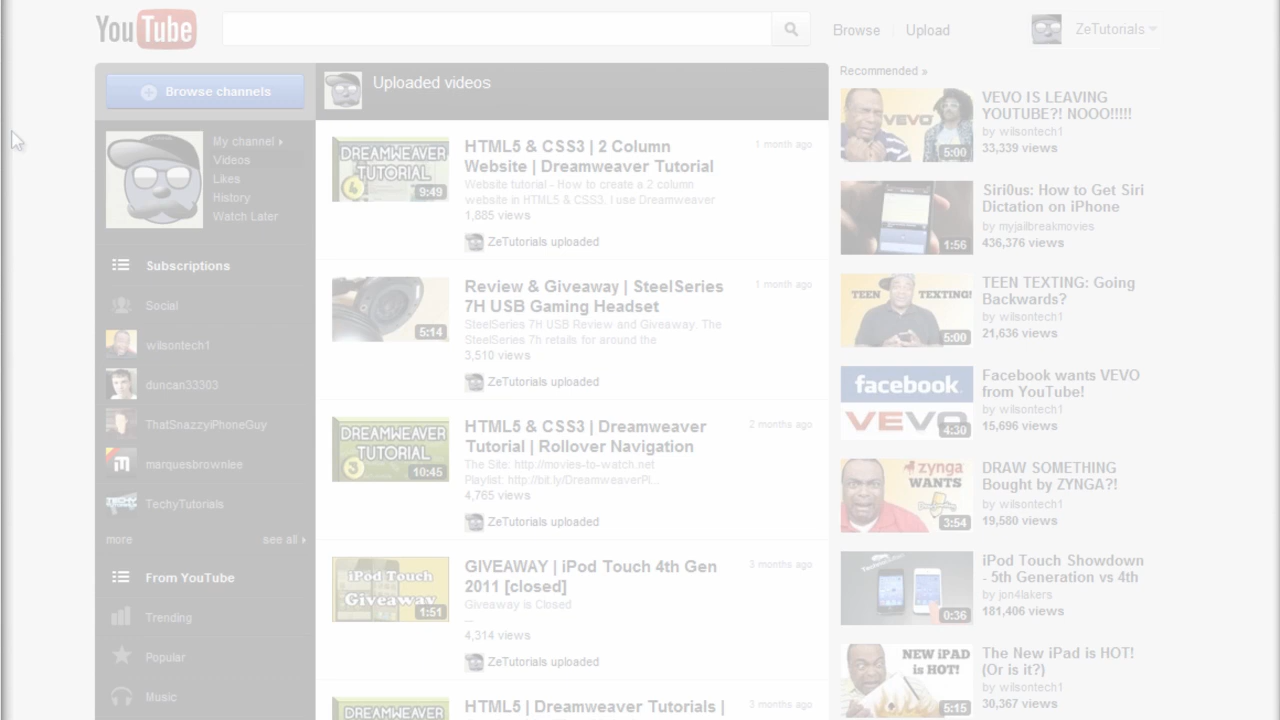 YouTube
Browse
Upload
ZeTutorials
Browse channels
My channel
Videos
Likes
History
Watch Later
Subscriptions
Social
wilsontech1
duncan33303
ThatSnazzyiPhoneGuy
marquesbrownlee
TechyTutorials
more
see all
From YouTube
Trending
Popular
Music
Uploaded videos
DREAMWEAVER
TUTORIAL
4
9:49
HTML5 & CSS3 | 2 Column
Website | Dreamweaver Tutorial
1 month ago
Website tutorial - How to create a 2 column
website in HTML5 & CSS3, I use Dreamweaver
1,885 views
ZeTutorials uploaded
5:14
Review & Giveaway | SteelSeries
7H USB Gaming Headset
1 month ago
SteelSeries 7H USB Review and Giveaway. The
SteelSeries 7h retails for around the
3,510 views
ZeTutorials uploaded
DREAMWEAVER
TUTORIAL
3
10:45
HTML5 & CSS3 | Dreamweaver
Tutorial | Rollover Navigation
2 months ago
The Site: http://movies-to-watch.net
Playlist: http://bit.ly/DreamweaverPl...
4,765 views
ZeTutorials uploaded
iPod Touch
Giveaway
1:51
GIVEAWAY | iPod Touch 4th Gen
2011 [closed]
3 months ago
Giveaway is Closed
---
4,314 views
ZeTutorials uploaded
DREAMWEAVER
HTML5 | Dreamweaver Tutorials |
3 months ago
Recommended »
VEVO
5:00
VEVO IS LEAVING
YOUTUBE?! NOOO!!!!!
by wilsontech1
33,339 views
1:56
Siri0us: How to Get Siri
Dictation on iPhone
by myjailbreakmovies
436,376 views
TEEN TEXTING!
5:00
TEEN TEXTING: Going
Backwards?
by wilsontech1
21,636 views
facebook
VEVO
4:30
Facebook wants VEVO
from YouTube!
by wilsontech1
15,696 views
zynga
WANTS
3:54
DRAW SOMETHING
Bought by ZYNGA?!
by wilsontech1
19,580 views
0:36
iPod Touch Showdown
- 5th Generation vs 4th
by jon4lakers
181,406 views
NEW iPAD
is HOT!
5:15
The New iPad is HOT!
(Or is it?)
by wilsontech1
30,367 views